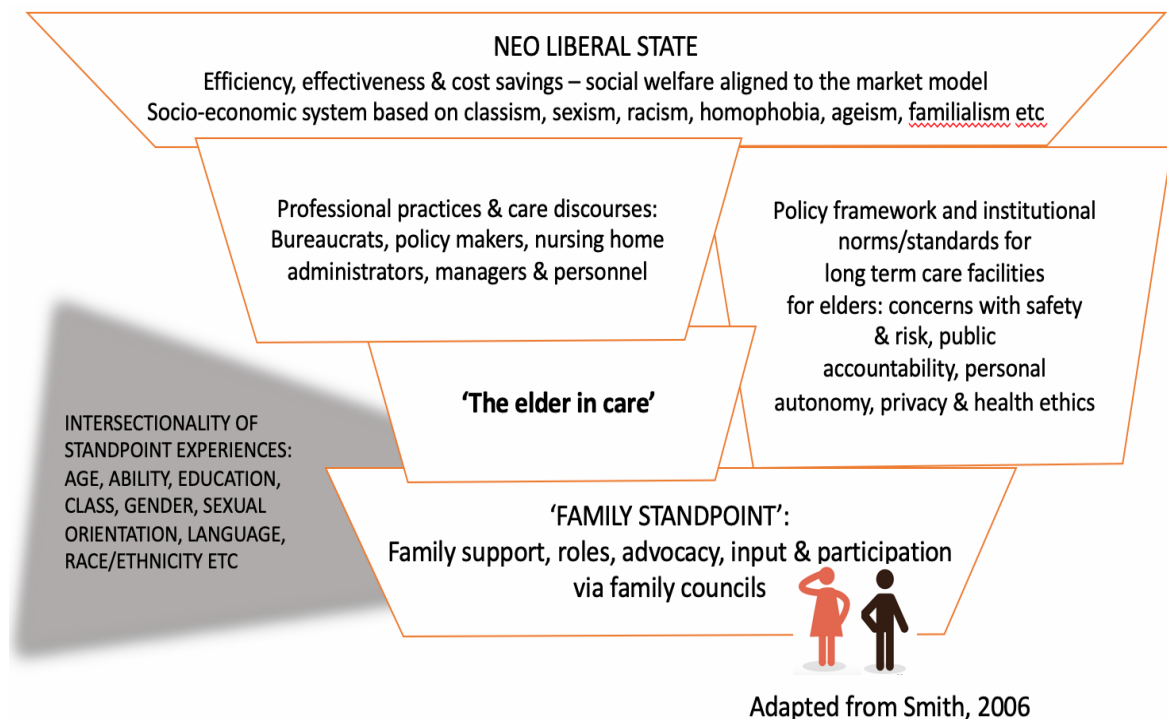 NEO LIBERAL STATE
Efficiency, effectiveness & cost savings – social welfare aligned to the market model
Socio-economic system based on classism, sexism, racism, homophobia, ageism, familialism etc
Professional practices & care discourses:
Bureaucrats, policy makers, nursing home
administrators, managers & personnel
Policy framework and institutional
norms/standards for
long term care facilities
for elders: concerns with safety
& risk, public
accountability, personal
autonomy, privacy & health ethics
‘The elder in care’
INTERSECTIONALITY OF
STANDPOINT EXPERIENCES:
AGE, ABILITY, EDUCATION,
CLASS, GENDER, SEXUAL
ORIENTATION, LANGUAGE,
RACE/ETHNICITY ETC
‘FAMILY STANDPOINT’:
Family support, roles, advocacy, input & participation
via family councils
Adapted from Smith, 2006